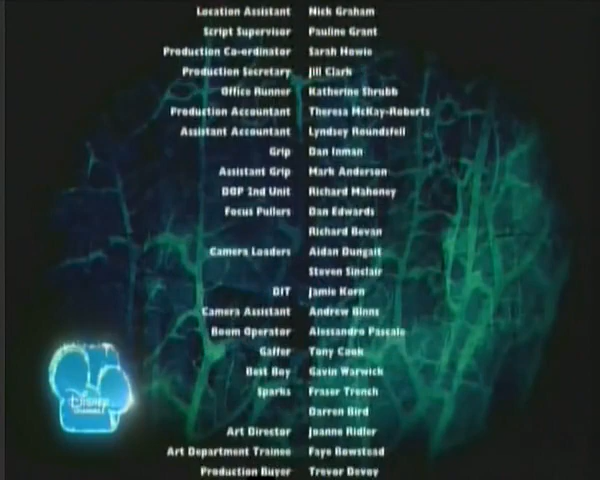 Location Assistant Nick Graham
Script Supervisor Pauline Grant
Production Co-ordinator Sarah Howie
Production Secretary Jill Clark
Office Runner Katherine Shrubb
Production Accountant Theresa McKay-Roberts
Assistant Accountant Lyndsey Roundsfell
Grip Dan Inman
Assistant Grip Mark Anderson
DOP 2nd Unit Richard Mahoney
Focus Pullers Dan Edwards
Richard Bevan
Camera Loaders Aidan Dungait
Steven Sinclair
DIT Jamie Korn
Camera Assistant Andrew Binns
Boom Operator Alessandro Pascale
Gaffer Tony Cook
Best Boy Gavin Warwick
Sparks Fraser Trench
Darren Bird
Art Director Joanne Ridler
Art Department Trainee Faye Bowstead
Production Buyer Trevor Devoy
Disney
Channel